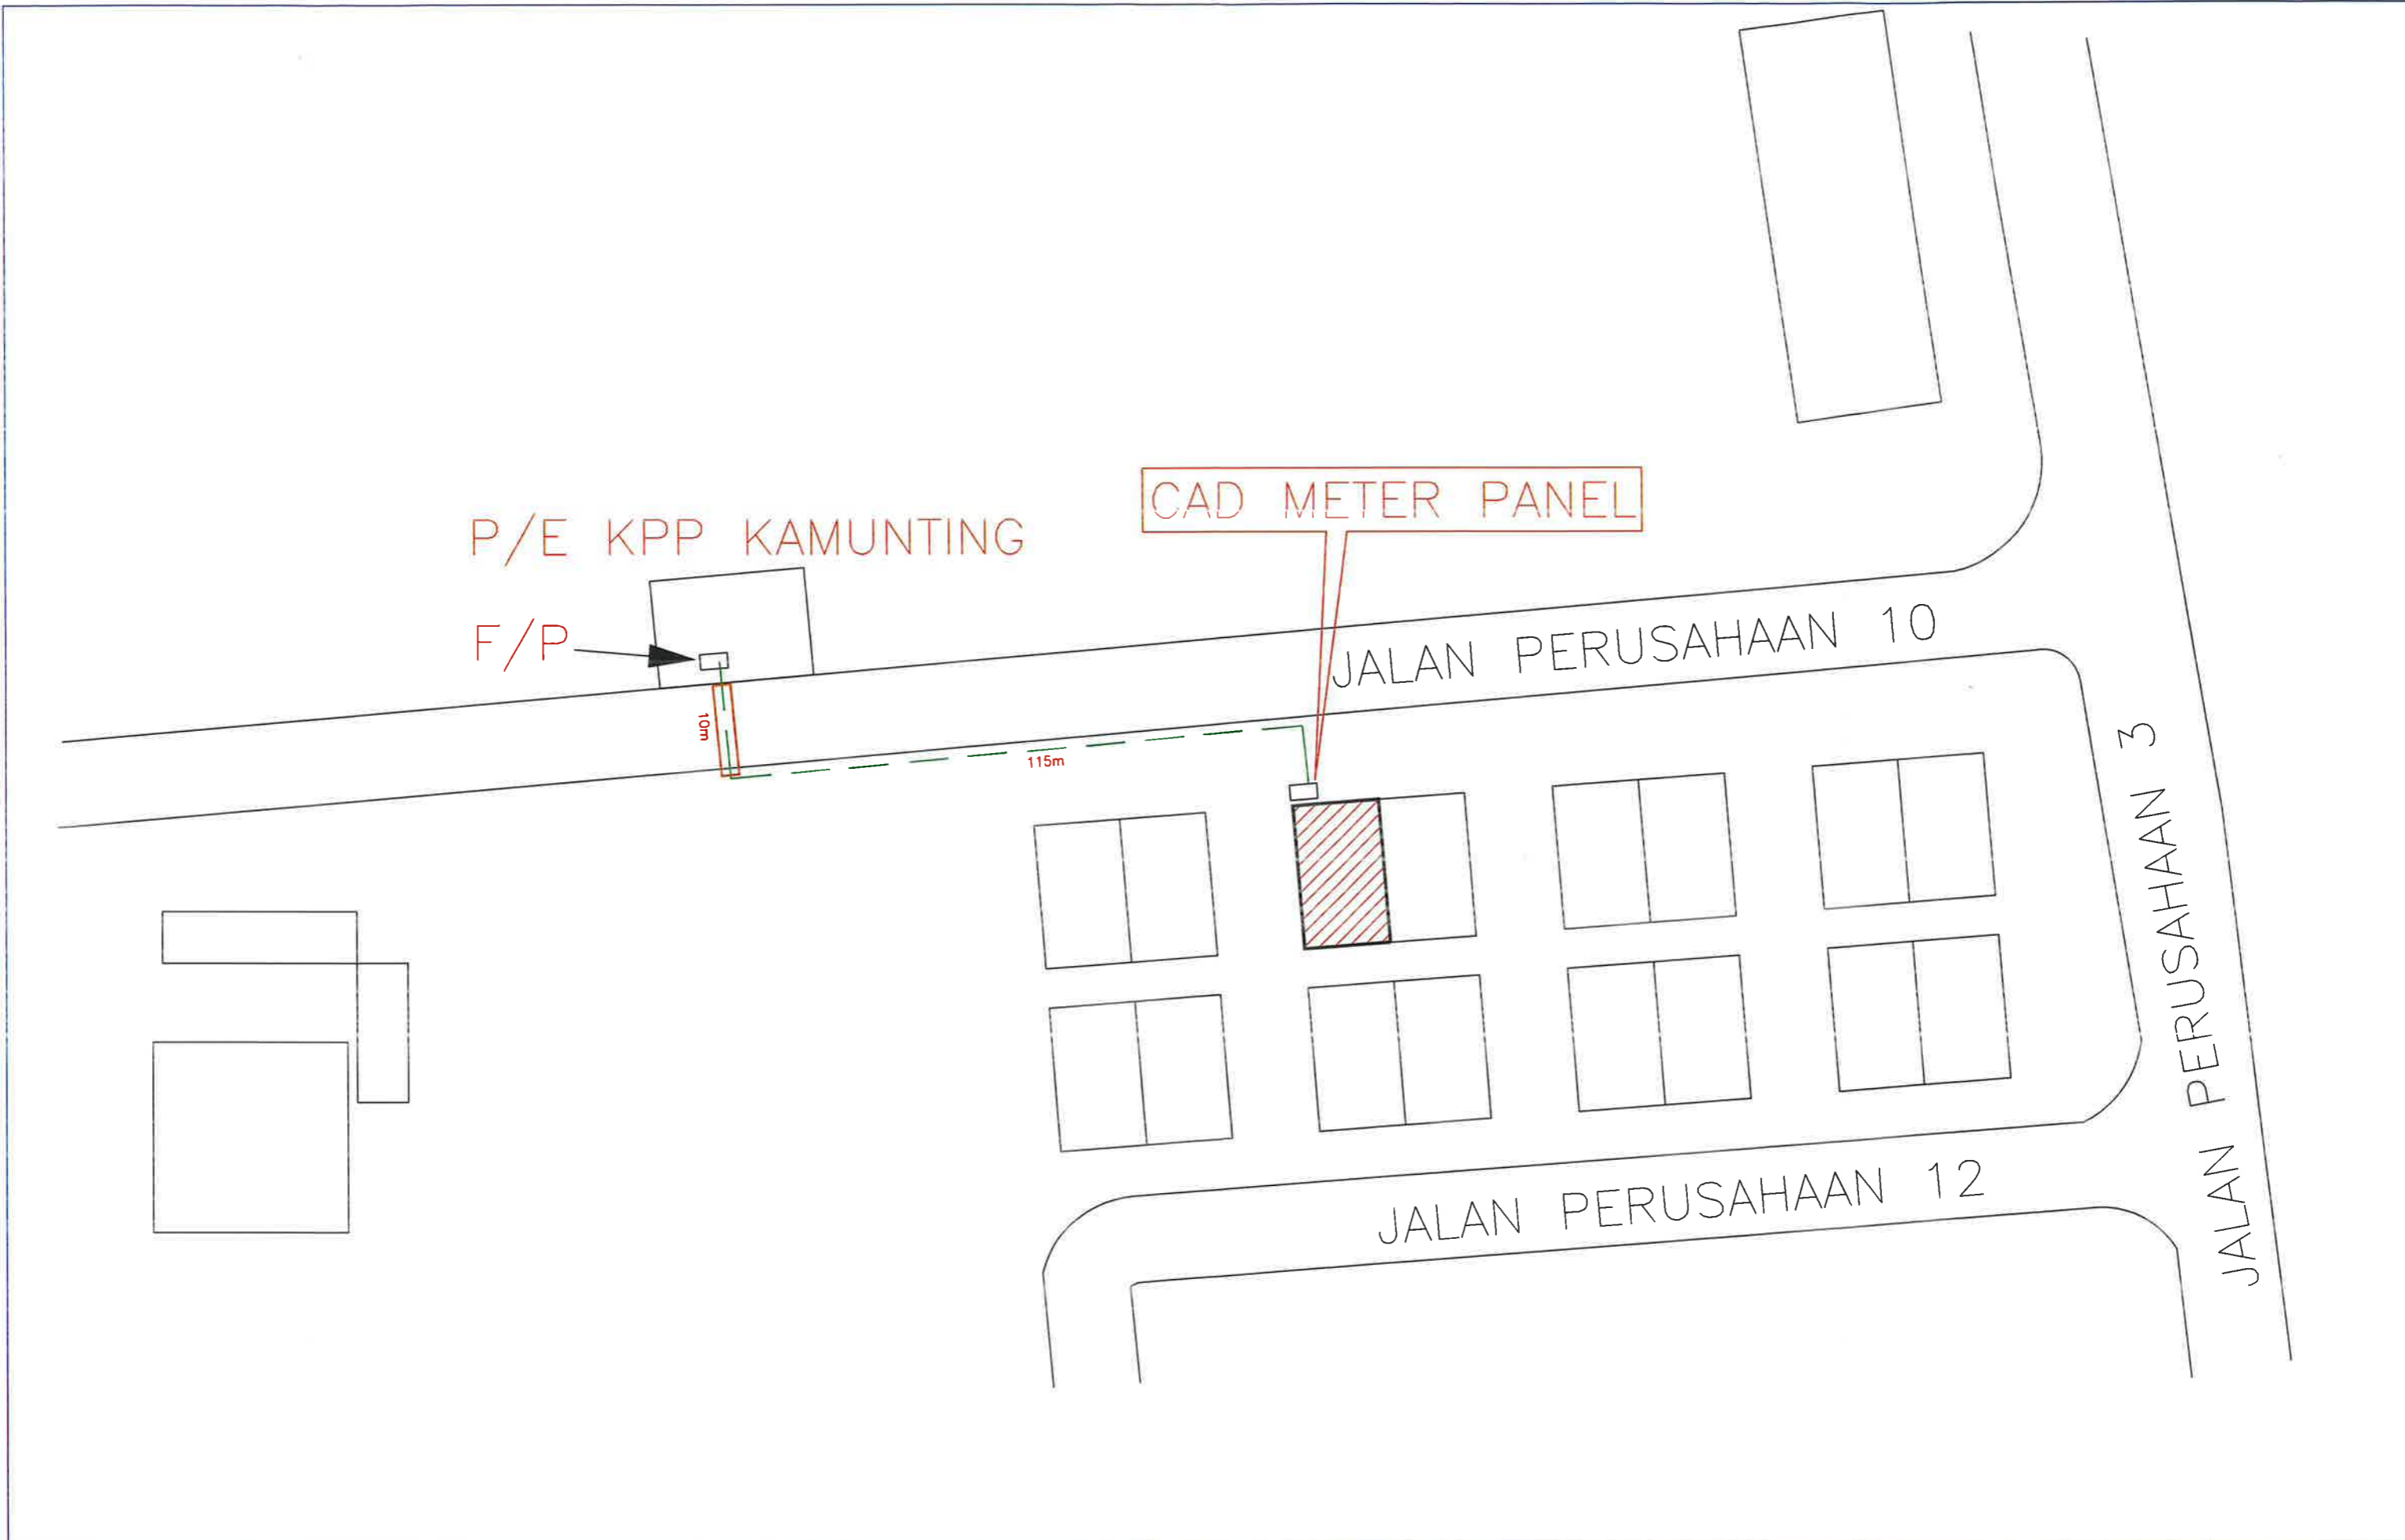 P/E KPP KAMUNTING
CAD METER PANEL
F/P
JALAN PERUSAHAAN 10
10m
115m
JALAN PERUSAHAAN 3
JALAN PERUSAHAAN 12